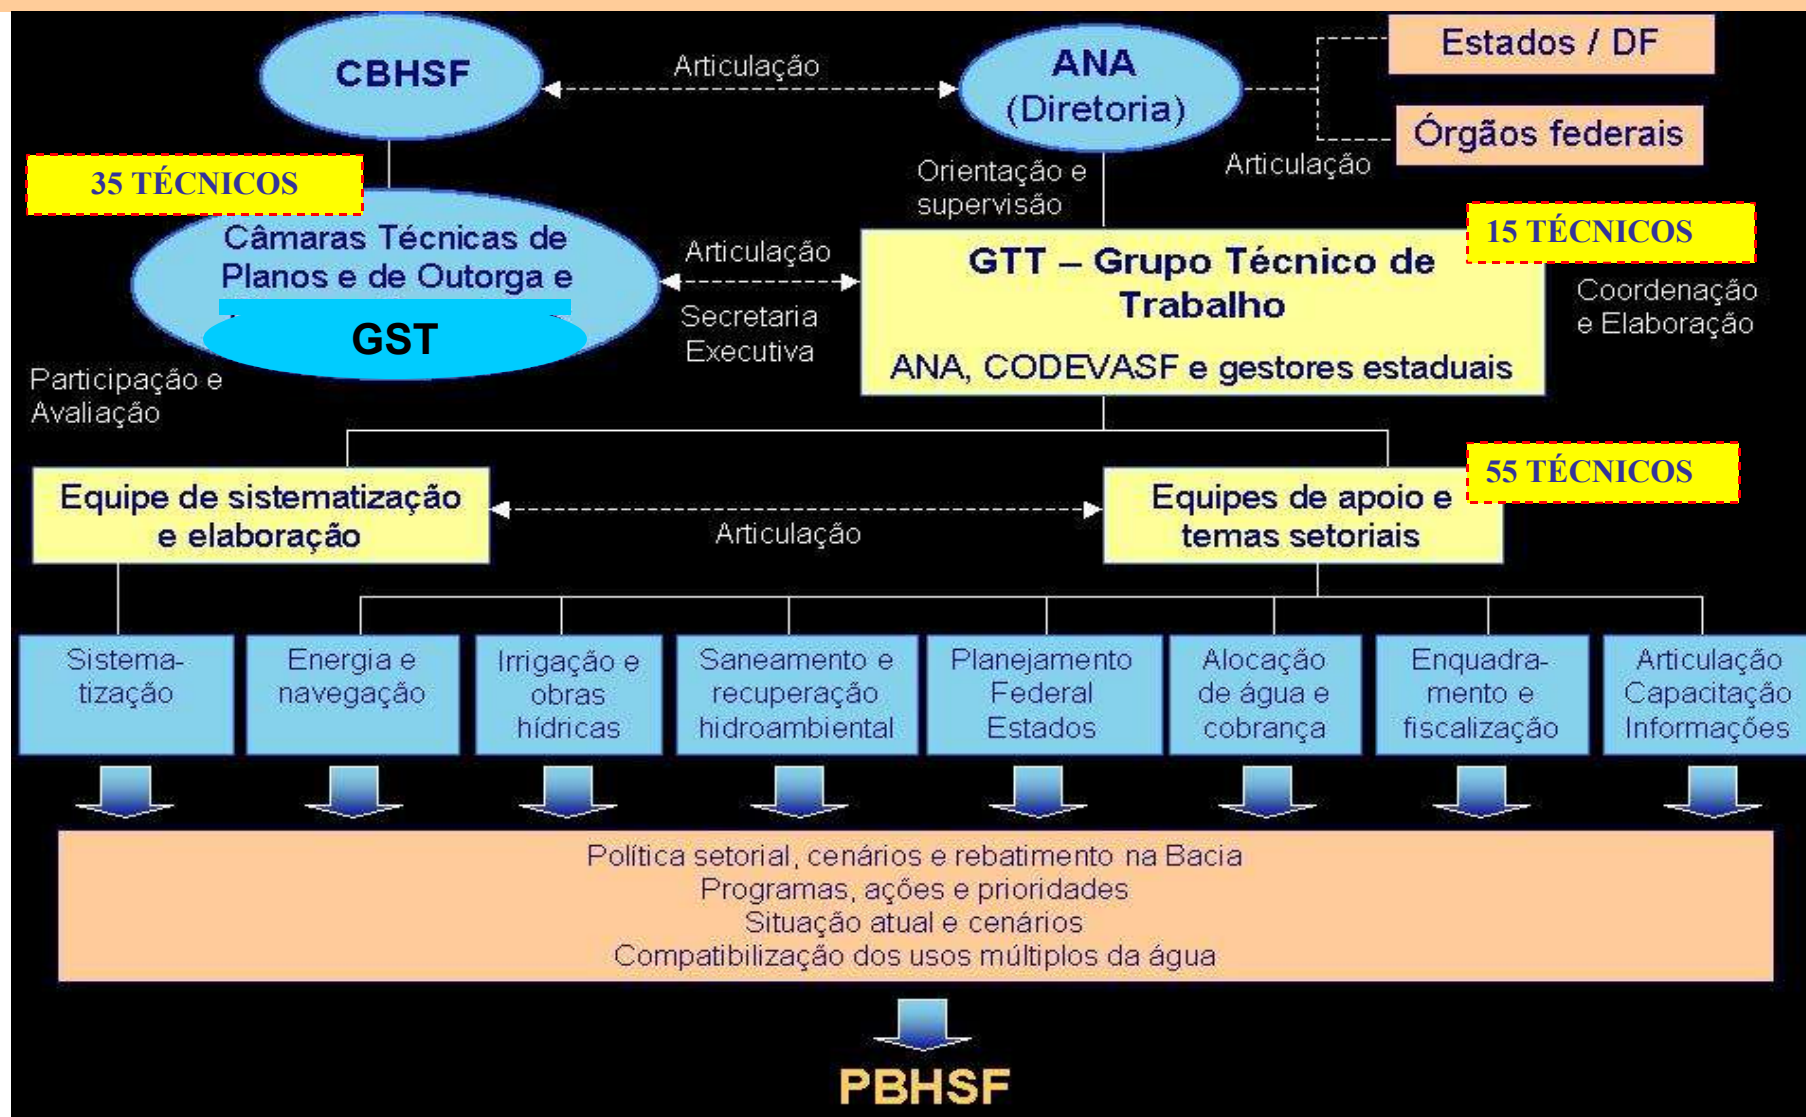 CBHSF
Articulação
ANA
(Diretoria)
Estados / DF
Órgãos federais
Articulação
35 TÉCNICOS
Câmaras Técnicas de
Planos e de Outorga e
GST
Orientação e
supervisão
Articulação
Secretaria
Executiva
15 TÉCNICOS
GTT – Grupo Técnico de
Trabalho
ANA, CODEVASF e gestores estaduais
Coordenação
e Elaboração
Participação e
Avaliação
Equipe de sistematização
e elaboração
Articulação
55 TÉCNICOS
Equipes de apoio e
temas setoriais
Sistema-
tização
Energia e
navegação
Irrigação e
obras
hídricas
Saneamento e
recuperação
hidroambiental
Planejamento
Federal
Estados
Alocação
de água e
cobrança
Enquadra-
mento e
fiscalização
Articulação
Capacitação
Informações
Política setorial, cenários e rebatimento na Bacia
Programas, ações e prioridades
Situação atual e cenários
Compatibilização dos usos múltiplos da água
PBHSF